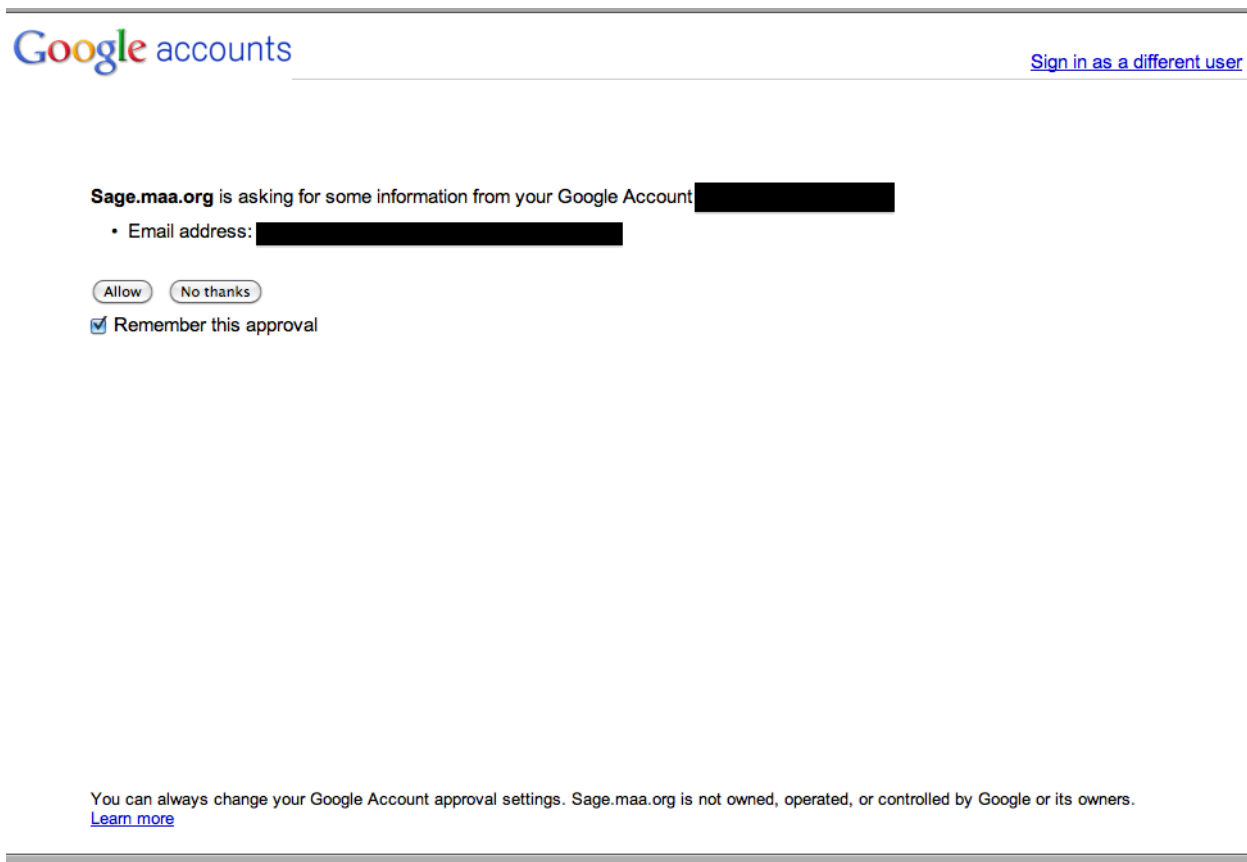 Google accounts
Sign in as a different user
Sage.maa.org is asking for some information from your Google Account
• Email address:
Allow No thanks
Remember this approval
You can always change your Google Account approval settings. Sage.maa.org is not owned, operated, or controlled by Google or its owners.
Learn more